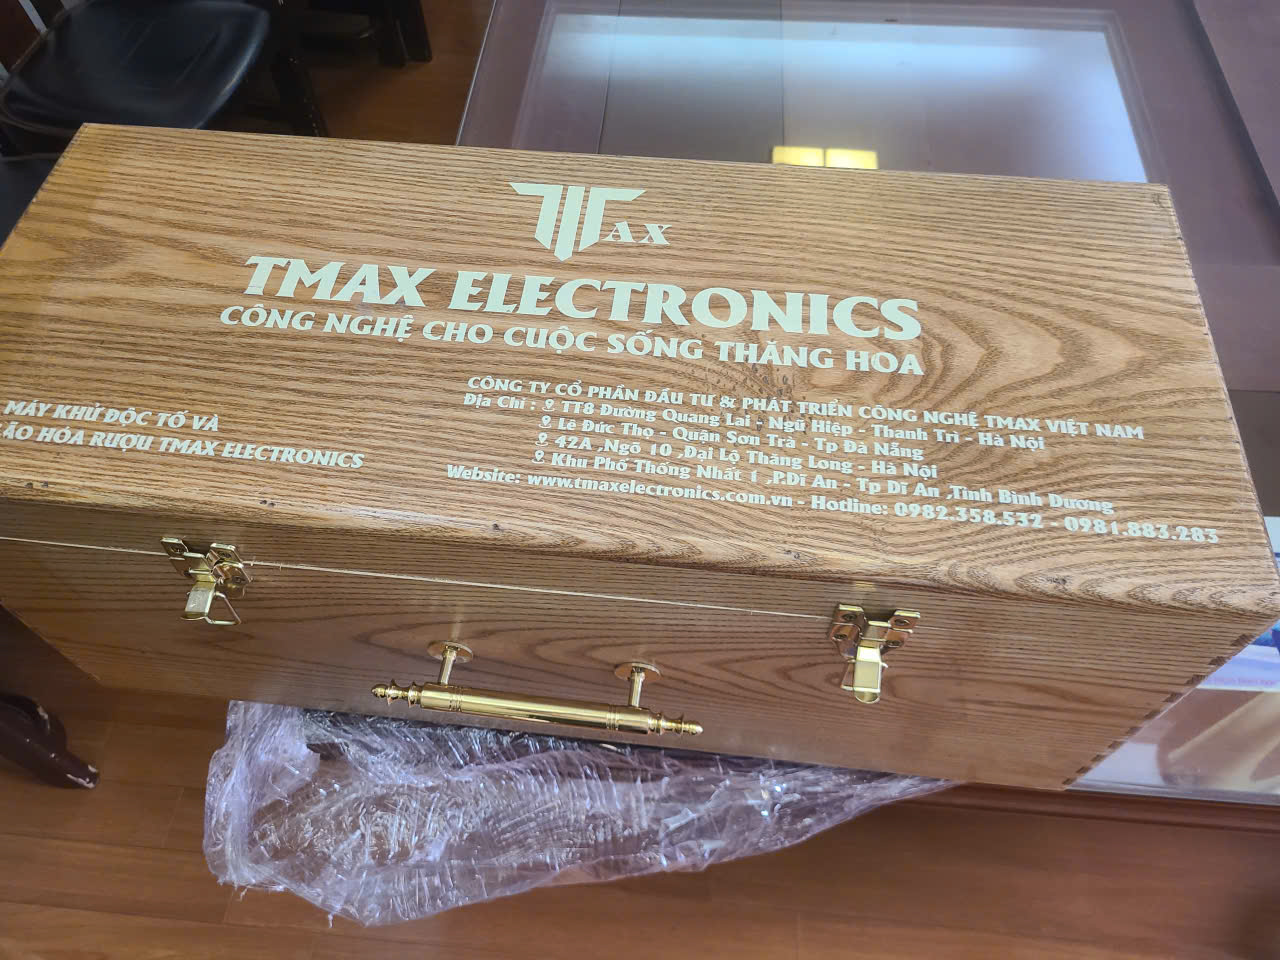 TMAX
TMAX ELECTRONICS
CÔNG NGHỆ CHO CUỘC SỐNG THĂNG HOA
MÁY KHỬ ĐỘC TỐ VÀ
LÃO HÓA RƯỢU TMAX ELECTRONICS
CÔNG TY CỔ PHẦN ĐẦU TƯ & PHÁT TRIỂN CÔNG NGHỆ TMAX VIỆT NAM
Địa Chỉ : TT8 Đường Quang Lai - Ngũ Hiệp - Thanh Trì - Hà Nội
Lê Đức Thọ - Quận Sơn Trà - Tp Đà Nẵng
42A ,Ngõ 10 ,Đại Lộ Thăng Long - Hà Nội
Khu Phố Thống Nhất 1 ,P.Dĩ An - Tp Dĩ An ,Tỉnh Bình Dương
Website: www.tmaxelectronics.com.vn - Hotline: 0982.358.532 - 0981.883.283